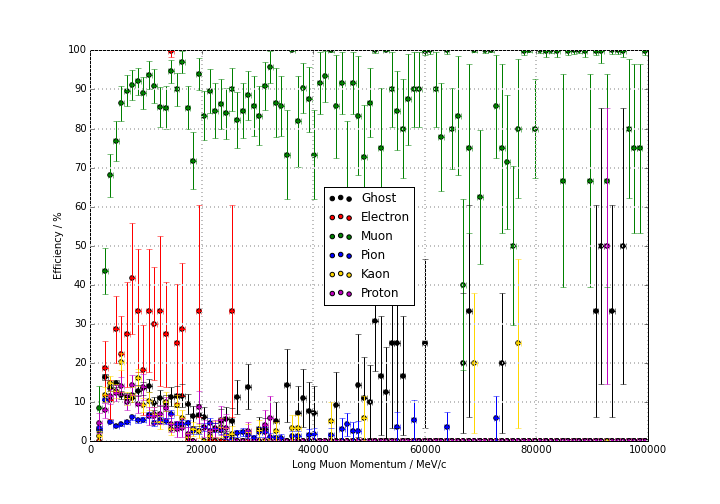 100
90
80
70
60
50
40
30
20
10
0
Efficiency / %
Ghost
Electron
Muon
Pion
Kaon
Proton
0 20000 40000 60000 80000 100000
Long Muon Momentum / MeV/c